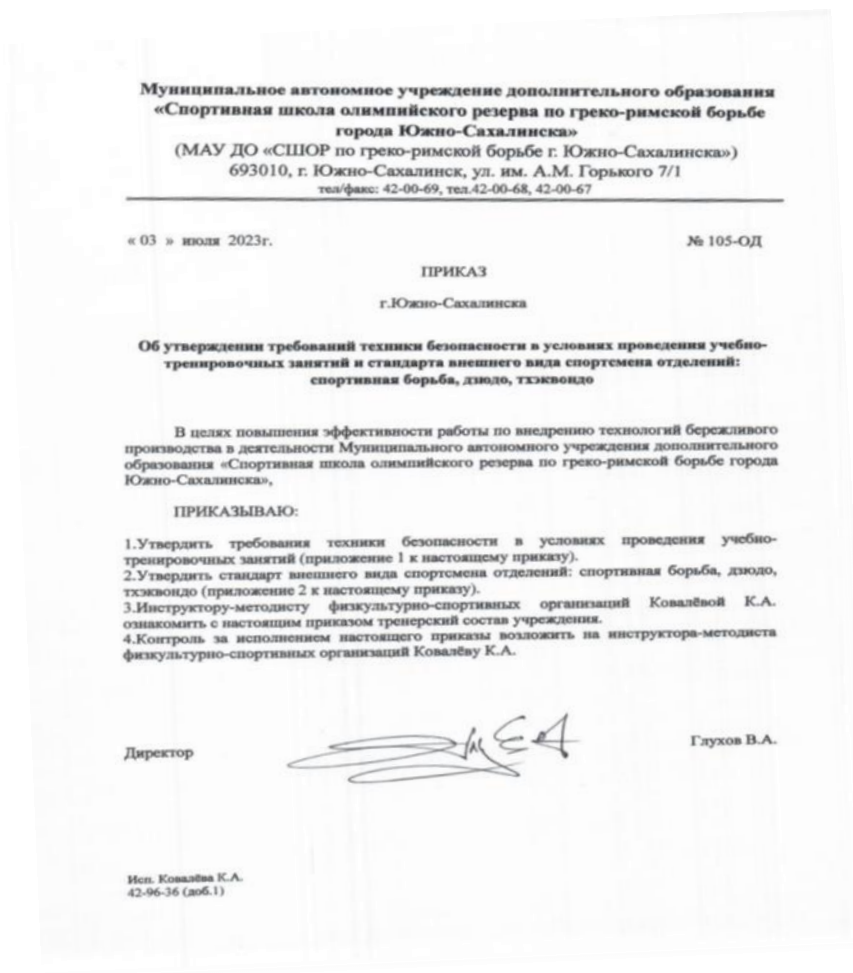 Муниципальное автономное учреждение дополнительного образования
«Спортивная школа олимпийского резерва по греко-римской борьбе
города Южно-Сахалинска»
(МАУ ДО «СШОР по греко-римской борьбе г. Южно-Сахалинска»)
693010, г. Южно-Сахалинск, ул. им. А.М. Горького 7/1
тел/факс: 42-00-69, тел.42-00-68, 42-00-67
« 03 » июля 2023г. № 105-ОД
ПРИКАЗ
г.Южно-Сахалинска
Об утверждении требований техники безопасности в условиях проведения учебно-
тренировочных занятий и стандарта внешнего вида спортсмена отделений:
спортивная борьба, дзюдо, тхэквондо
В целях повышения эффективности работы по внедрению технологий бережливого
производства в деятельности Муниципального автономного учреждения дополнительного
образования «Спортивная школа олимпийского резерва по греко-римской борьбе города
Южно-Сахалинска»,
ПРИКАЗЫВАЮ:
1.Утвердить требования техники безопасности в условиях проведения учебно-
тренировочных занятий (приложение 1 к настоящему приказу).
2.Утвердить стандарт внешнего вида спортсмена отделений: спортивная борьба, дзюдо,
тхэквондо (приложение 2 к настоящему приказу).
3.Инструктору-методисту физкультурно-спортивных организаций Ковалёвой К.А.
ознакомить с настоящим приказом тренерский состав учреждения.
4.Контроль за исполнением настоящего приказы возложить на инструктора-методиста
физкультурно-спортивных организаций Ковалёву К.А.
Директор Глухов В.А.
Исп. Ковалёва К.А.
42-96-36 (доб.1)